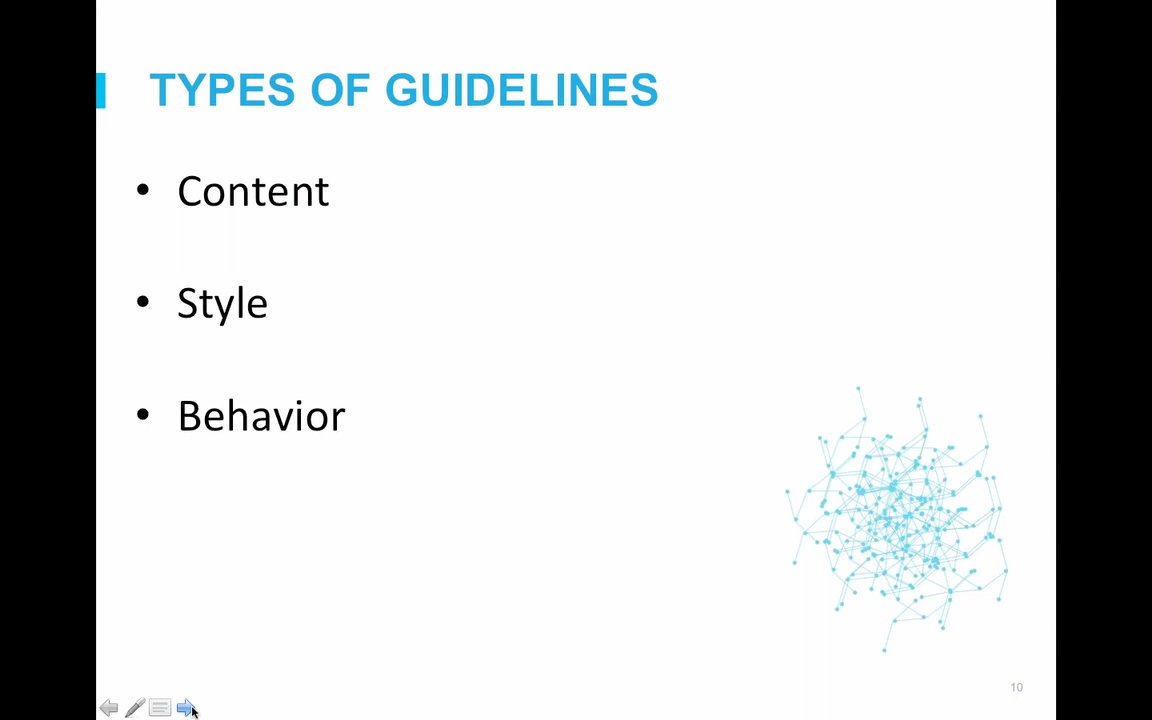 TYPES OF GUIDELINES
• Content
• Style
• Behavior
10